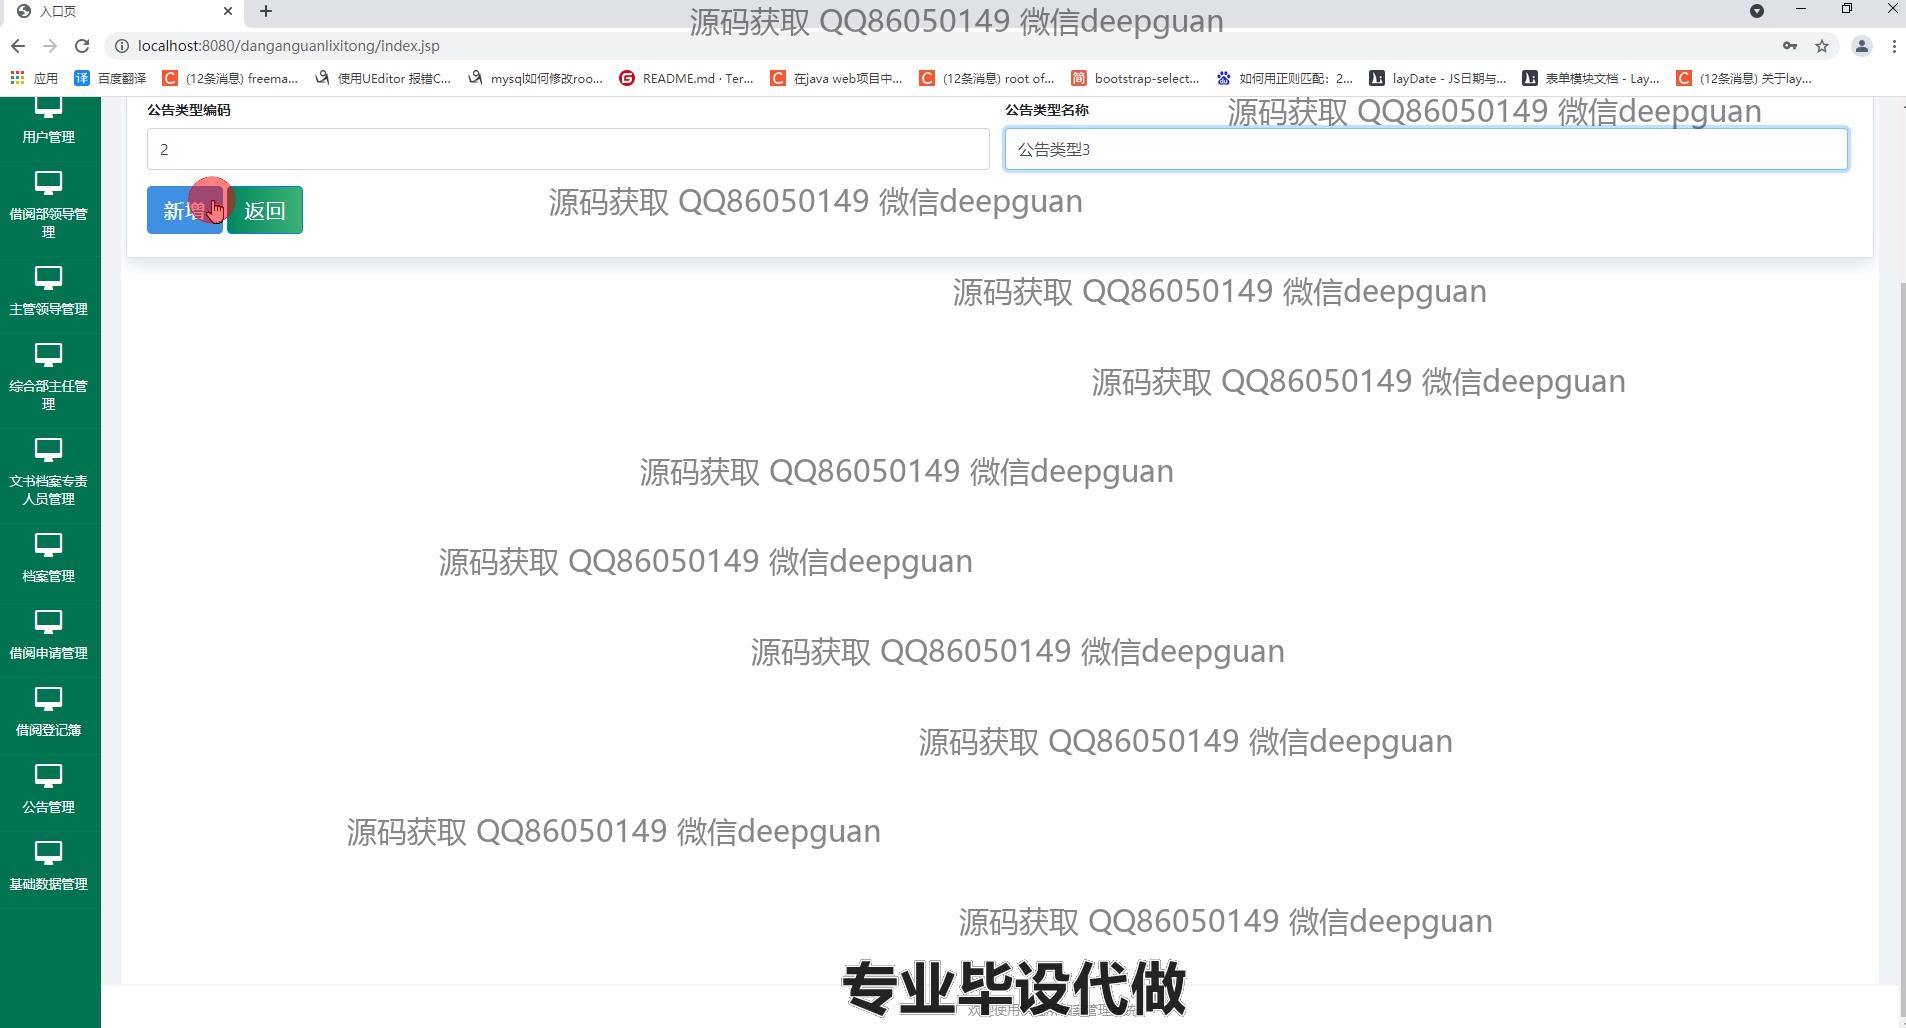 入口页
源码获取 QQ86050149 微信deepguan
localhost:8080/danganguanlixitong/index.jsp
应用 百度翻译 (12条消息) freema... 使用UEditor 报错C... mysql如何修改roo... README.md · Ter... 在java web项目中... (12条消息) root of... bootstrap-select... 如何用正则匹配：2... layDate - JS日期与... 表单模块文档 - Lay... (12条消息) 关于lay...
公告类型编码
公告类型名称
源码获取 QQ86050149 微信deepguan
2
公告类型3
新增
返回
源码获取 QQ86050149 微信deepguan
源码获取 QQ86050149 微信deepguan
源码获取 QQ86050149 微信deepguan
源码获取 QQ86050149 微信deepguan
源码获取 QQ86050149 微信deepguan
源码获取 QQ86050149 微信deepguan
源码获取 QQ86050149 微信deepguan
源码获取 QQ86050149 微信deepguan
源码获取 QQ86050149 微信deepguan
用户管理
借阅部领导管
理
主管领导管理
综合部主任管
理
文书档案专责
人员管理
档案管理
借阅申请管理
借阅登记簿
公告管理
基础数据管理
专业毕设代做